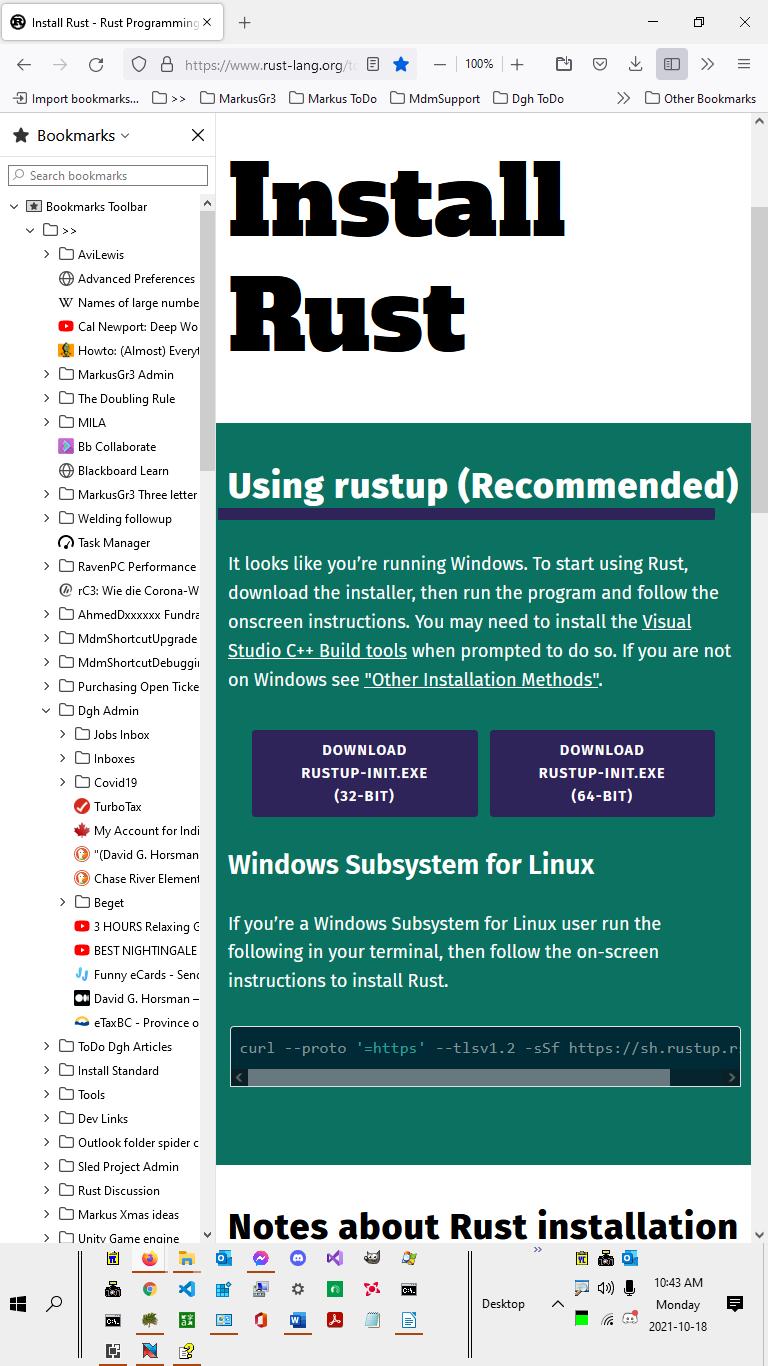 Install Rust - Rust Programming
https://www.rust-lang.org/to
100%
Import bookmarks...
>>
MarkusGr3
Markus ToDo
MdmSupport
Dgh ToDo
Other Bookmarks
Bookmarks
Search bookmarks
Bookmarks Toolbar
>>
AviLewis
Advanced Preferences
Names of large numbe
Cal Newport: Deep Wo
Howto: (Almost) Everyt
MarkusGr3 Admin
The Doubling Rule
MILA
Bb Collaborate
Blackboard Learn
MarkusGr3 Three letter
Welding followup
Task Manager
RavenPC Performance
rC3: Wie die Corona-W
AhmedDxxxxxx Fundra
MdmShortcutUpgrade
MdmShortcutDebuggi
Purchasing Open Ticke
Dgh Admin
Jobs Inbox
Inboxes
Covid19
TurboTax
My Account for Indi
"(David G. Horsman
Chase River Element
Beget
3 HOURS Relaxing G
BEST NIGHTINGALE
Funny eCards - Send
David G. Horsman –
eTaxBC - Province o
ToDo Dgh Articles
Install Standard
Tools
Dev Links
Outlook folder spider c
Sled Project Admin
Rust Discussion
Markus Xmas ideas
Unity Game engine
Install
Rust
Using rustup (Recommended)
It looks like you’re running Windows. To start using Rust,
download the installer, then run the program and follow the
onscreen instructions. You may need to install the Visual
Studio C++ Build tools when prompted to do so. If you are not
on Windows see "Other Installation Methods".
DOWNLOAD
RUSTUP-INIT.EXE
(32-BIT)
DOWNLOAD
RUSTUP-INIT.EXE
(64-BIT)
Windows Subsystem for Linux
If you’re a Windows Subsystem for Linux user run the
following in your terminal, then follow the on-screen
instructions to install Rust.
curl --proto '=https' --tlsv1.2 -sSf https://sh.rustup.r
Notes about Rust installation
Desktop
10:43 AM
Monday
2021-10-18